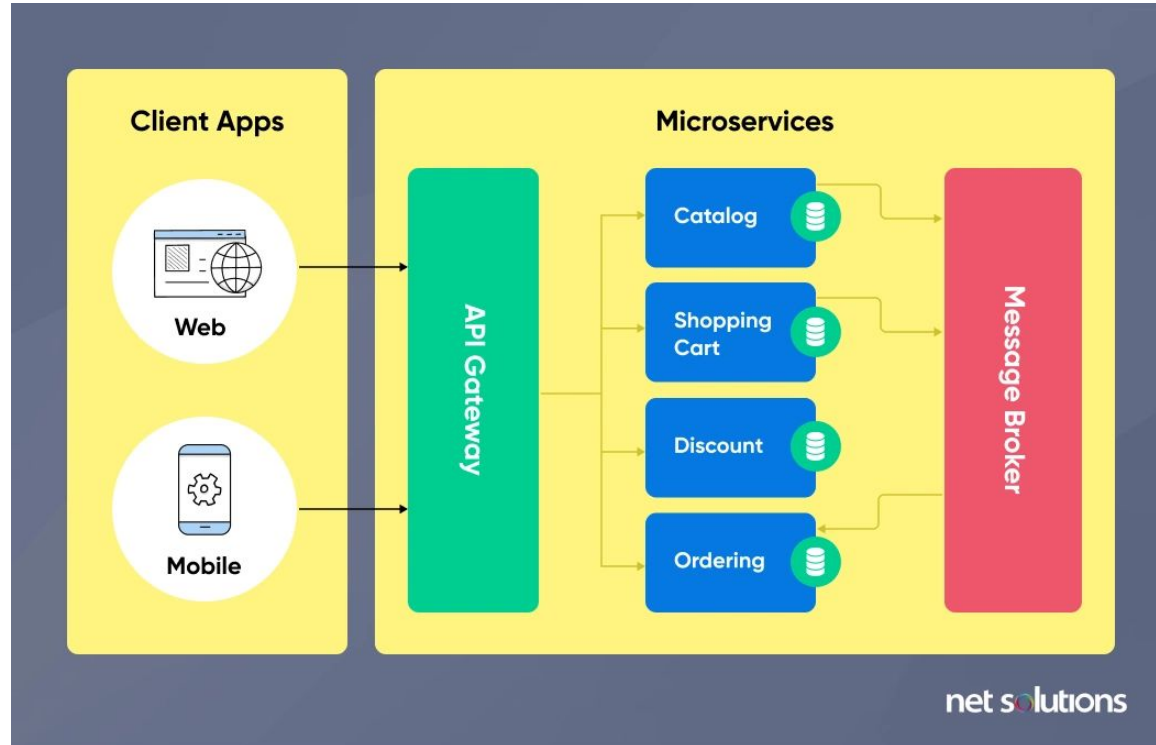 Client Apps
Web
Mobile
Microservices
API Gateway
Catalog
Shopping
Cart
Discount
Ordering
Message Broker
net solutions